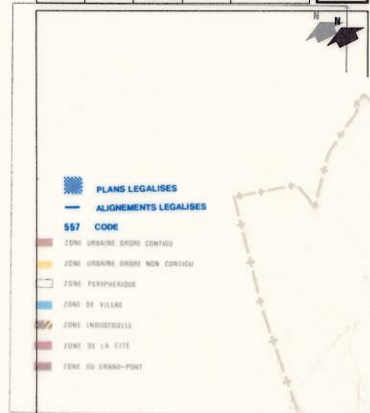 N N
PLANS LEGALISES
ALIGNEMENTS LEGALISES
557 CODE
ZONE URBAINE ORDRE CONTIGU
ZONE URBAINE ORDRE NON CONTIGU
ZONE PERIPHERIQUE
ZONE DE VILLAS
ZONE INDUSTRIELLE
ZONE DE LA CITÉ
ZONE DU GRAND-PONT